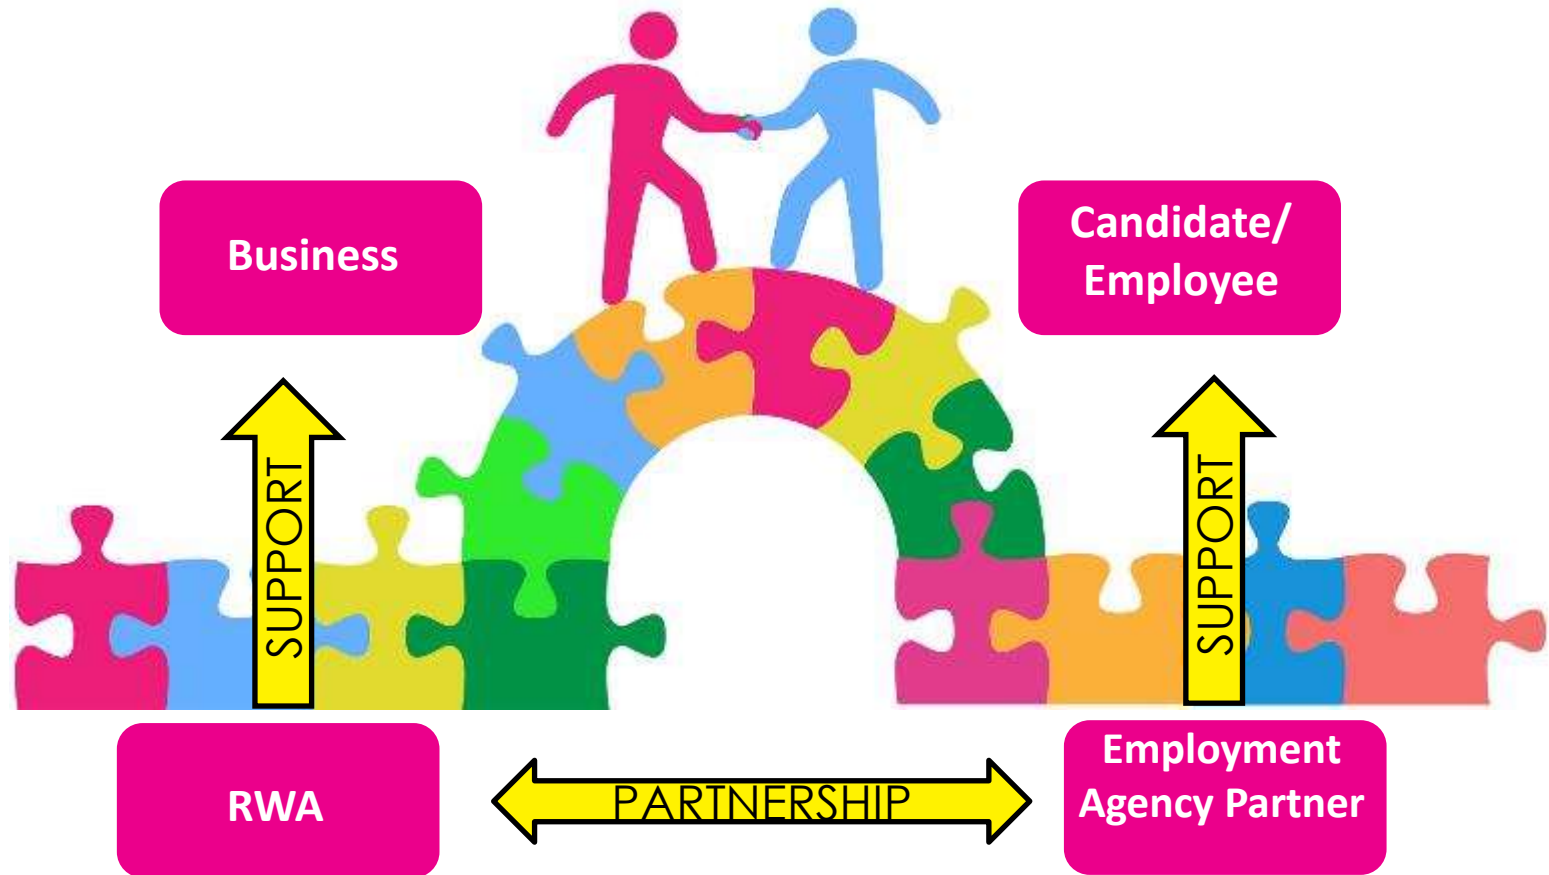 Business
Candidate/
Employee
SUPPORT
SUPPORT
RWA
PARTNERSHIP
Employment
Agency Partner